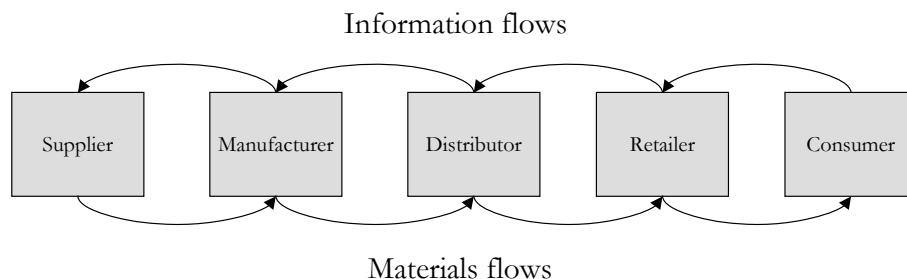 Information flows
Supplier
Manufacturer
Distributor
Retailer
Consumer
Materials flows